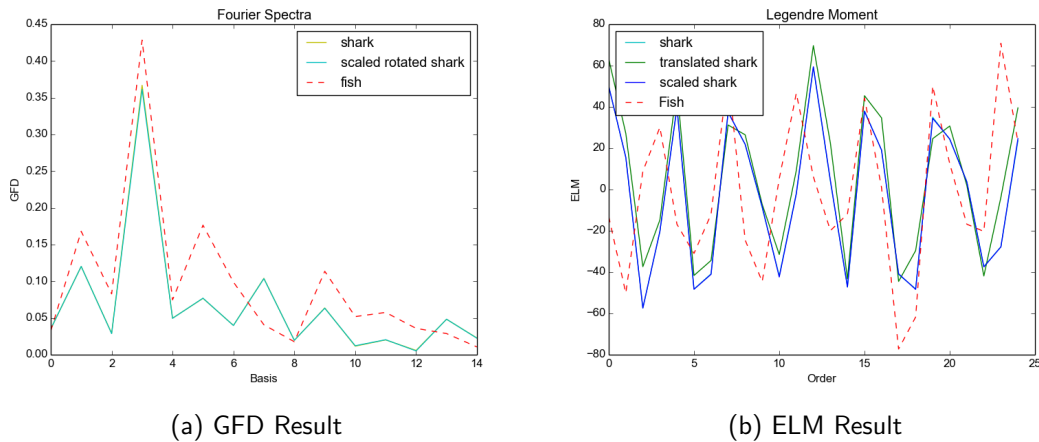 Fourier Spectra
0.45
0.40
0.35
0.30
0.25
0.20
0.15
0.10
0.05
0.00
GFD
shark
scaled rotated shark
fish
0 2 4 6 8 10 12 14
Basis
(a) GFD Result
Legendre Moment
80
60
40
20
0
−20
−40
−60
−80
ELM
shark
translated shark
scaled shark
Fish
0 5 10 15 20 25
Order
(b) ELM Result